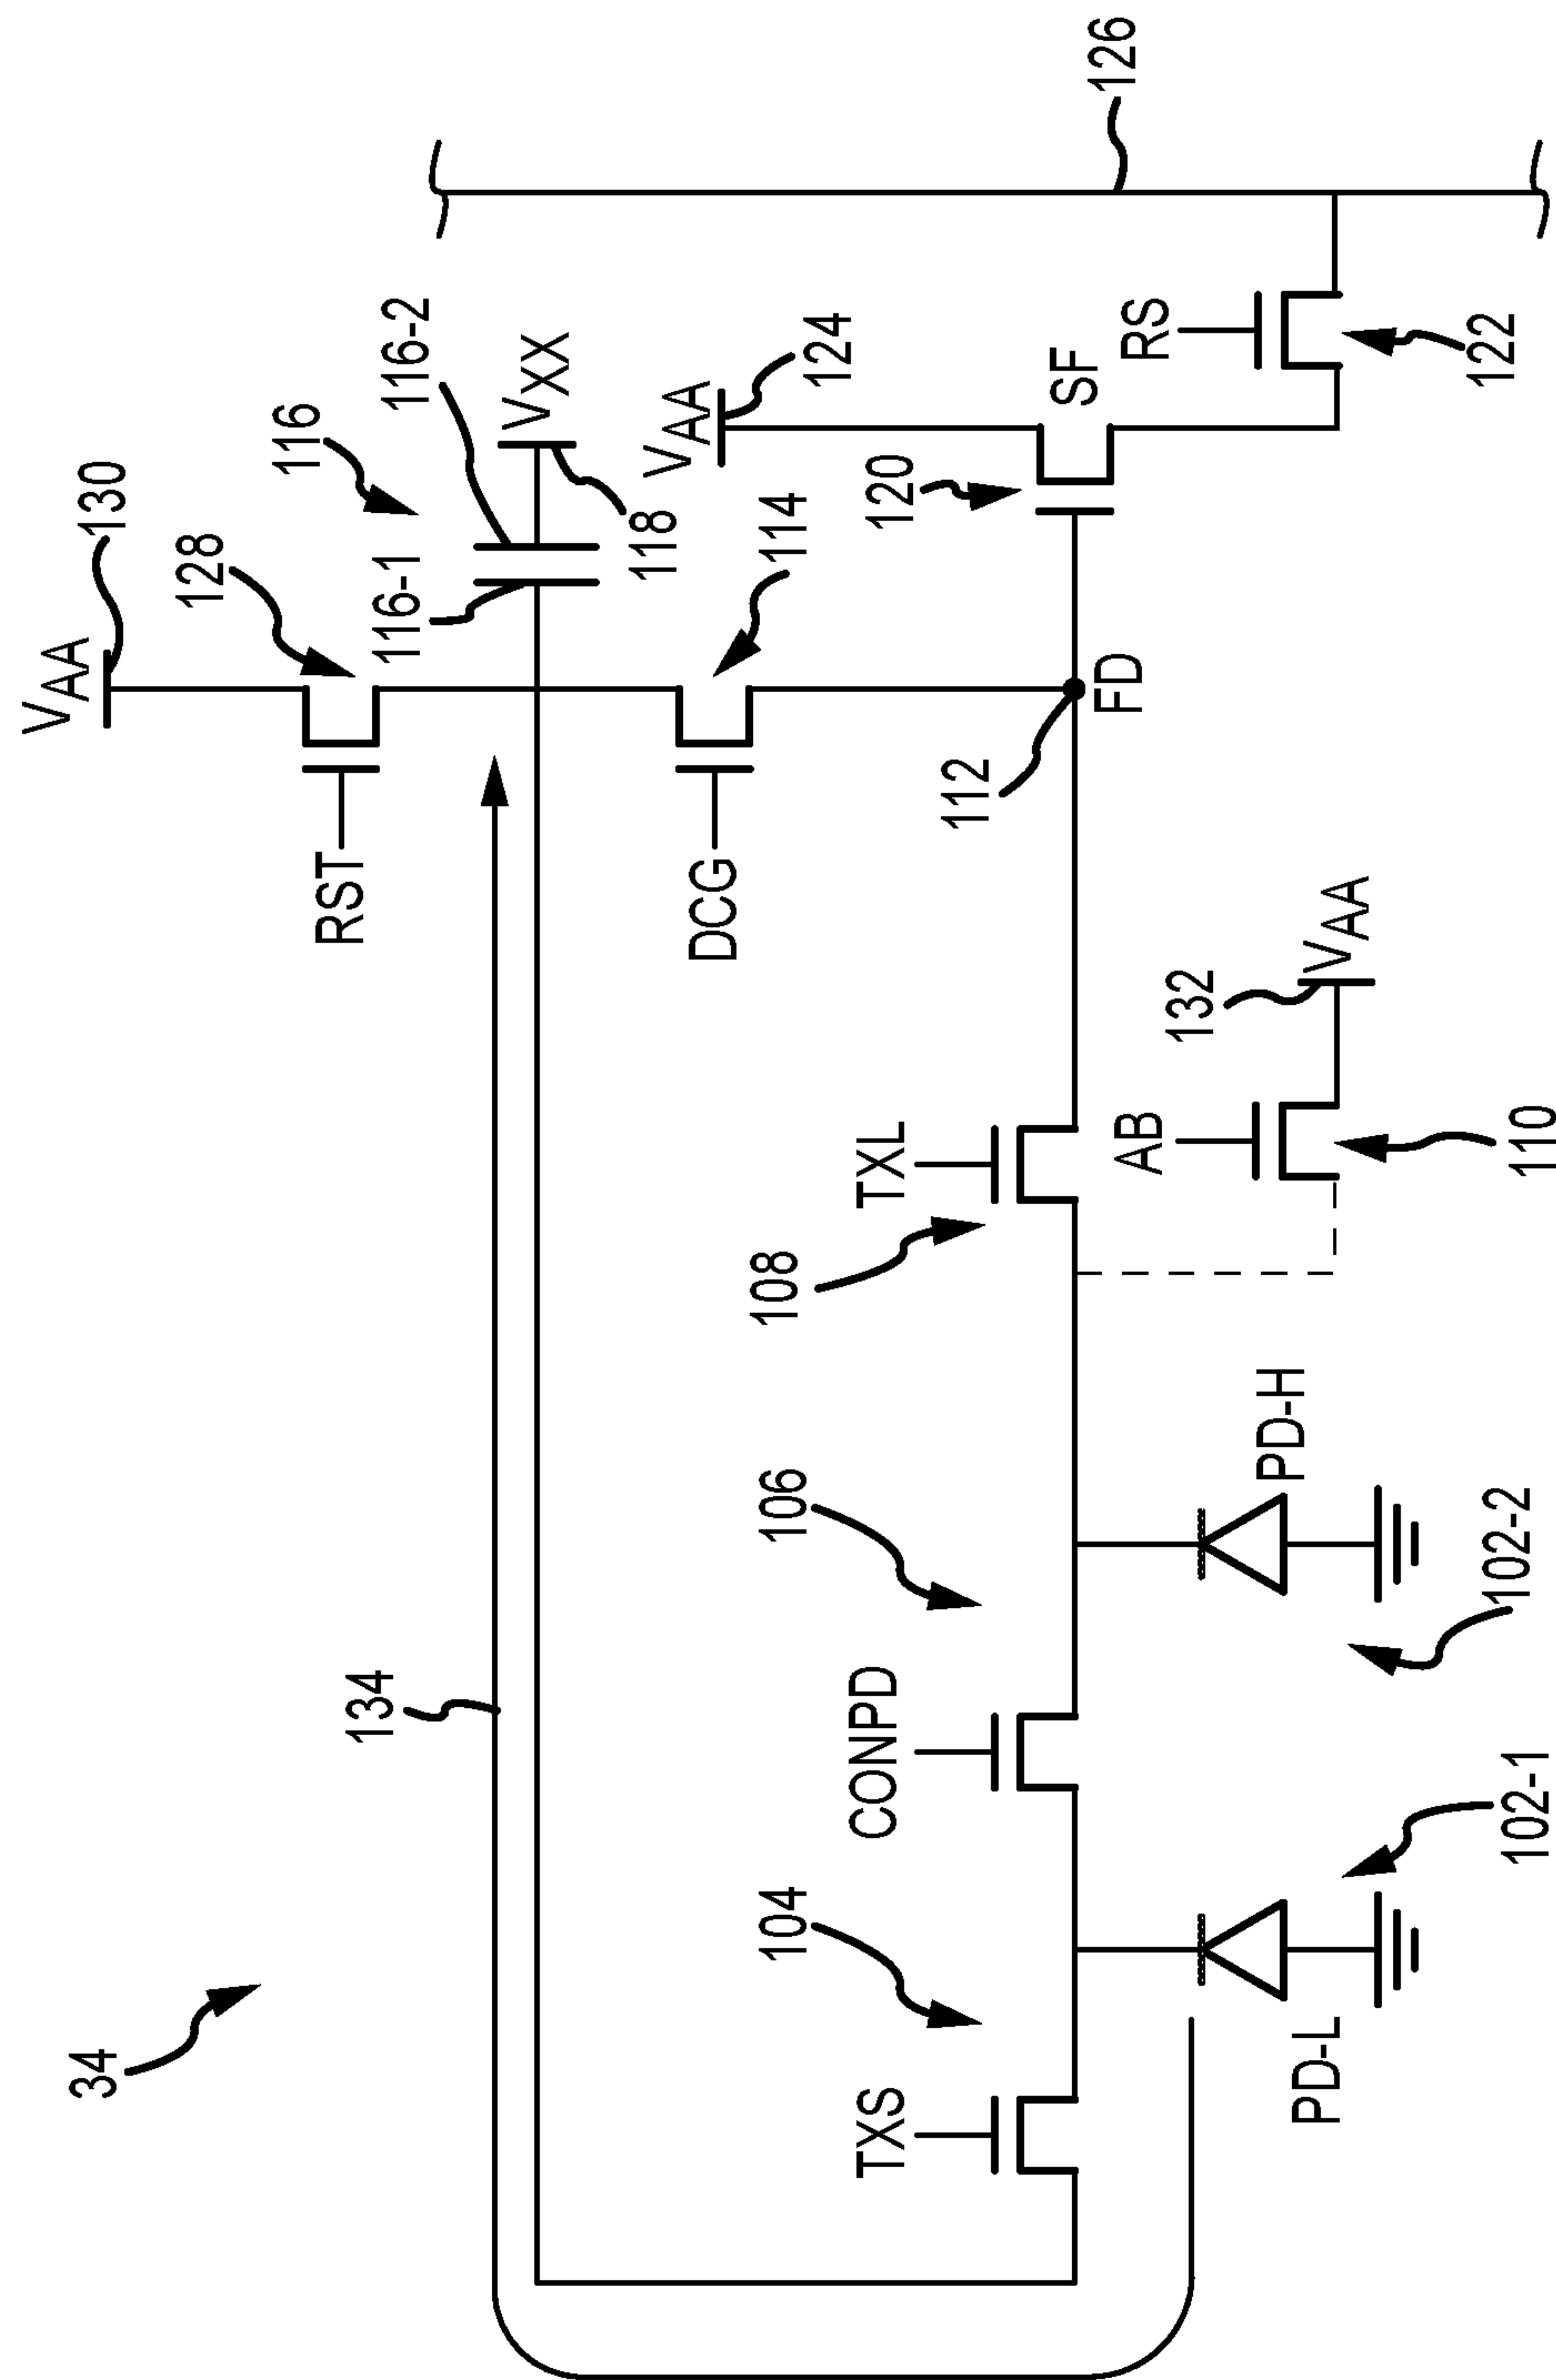 34
134
RST
VAA
130
128
116
116-1
116-2
VXX
118
DCG
114
112
FD
VAA
124
120
SF
RS
122
126
TXS
104
CONPD
106
TXL
108
AB
110
132
VAA
PD-L
102-1
PD-H
102-2